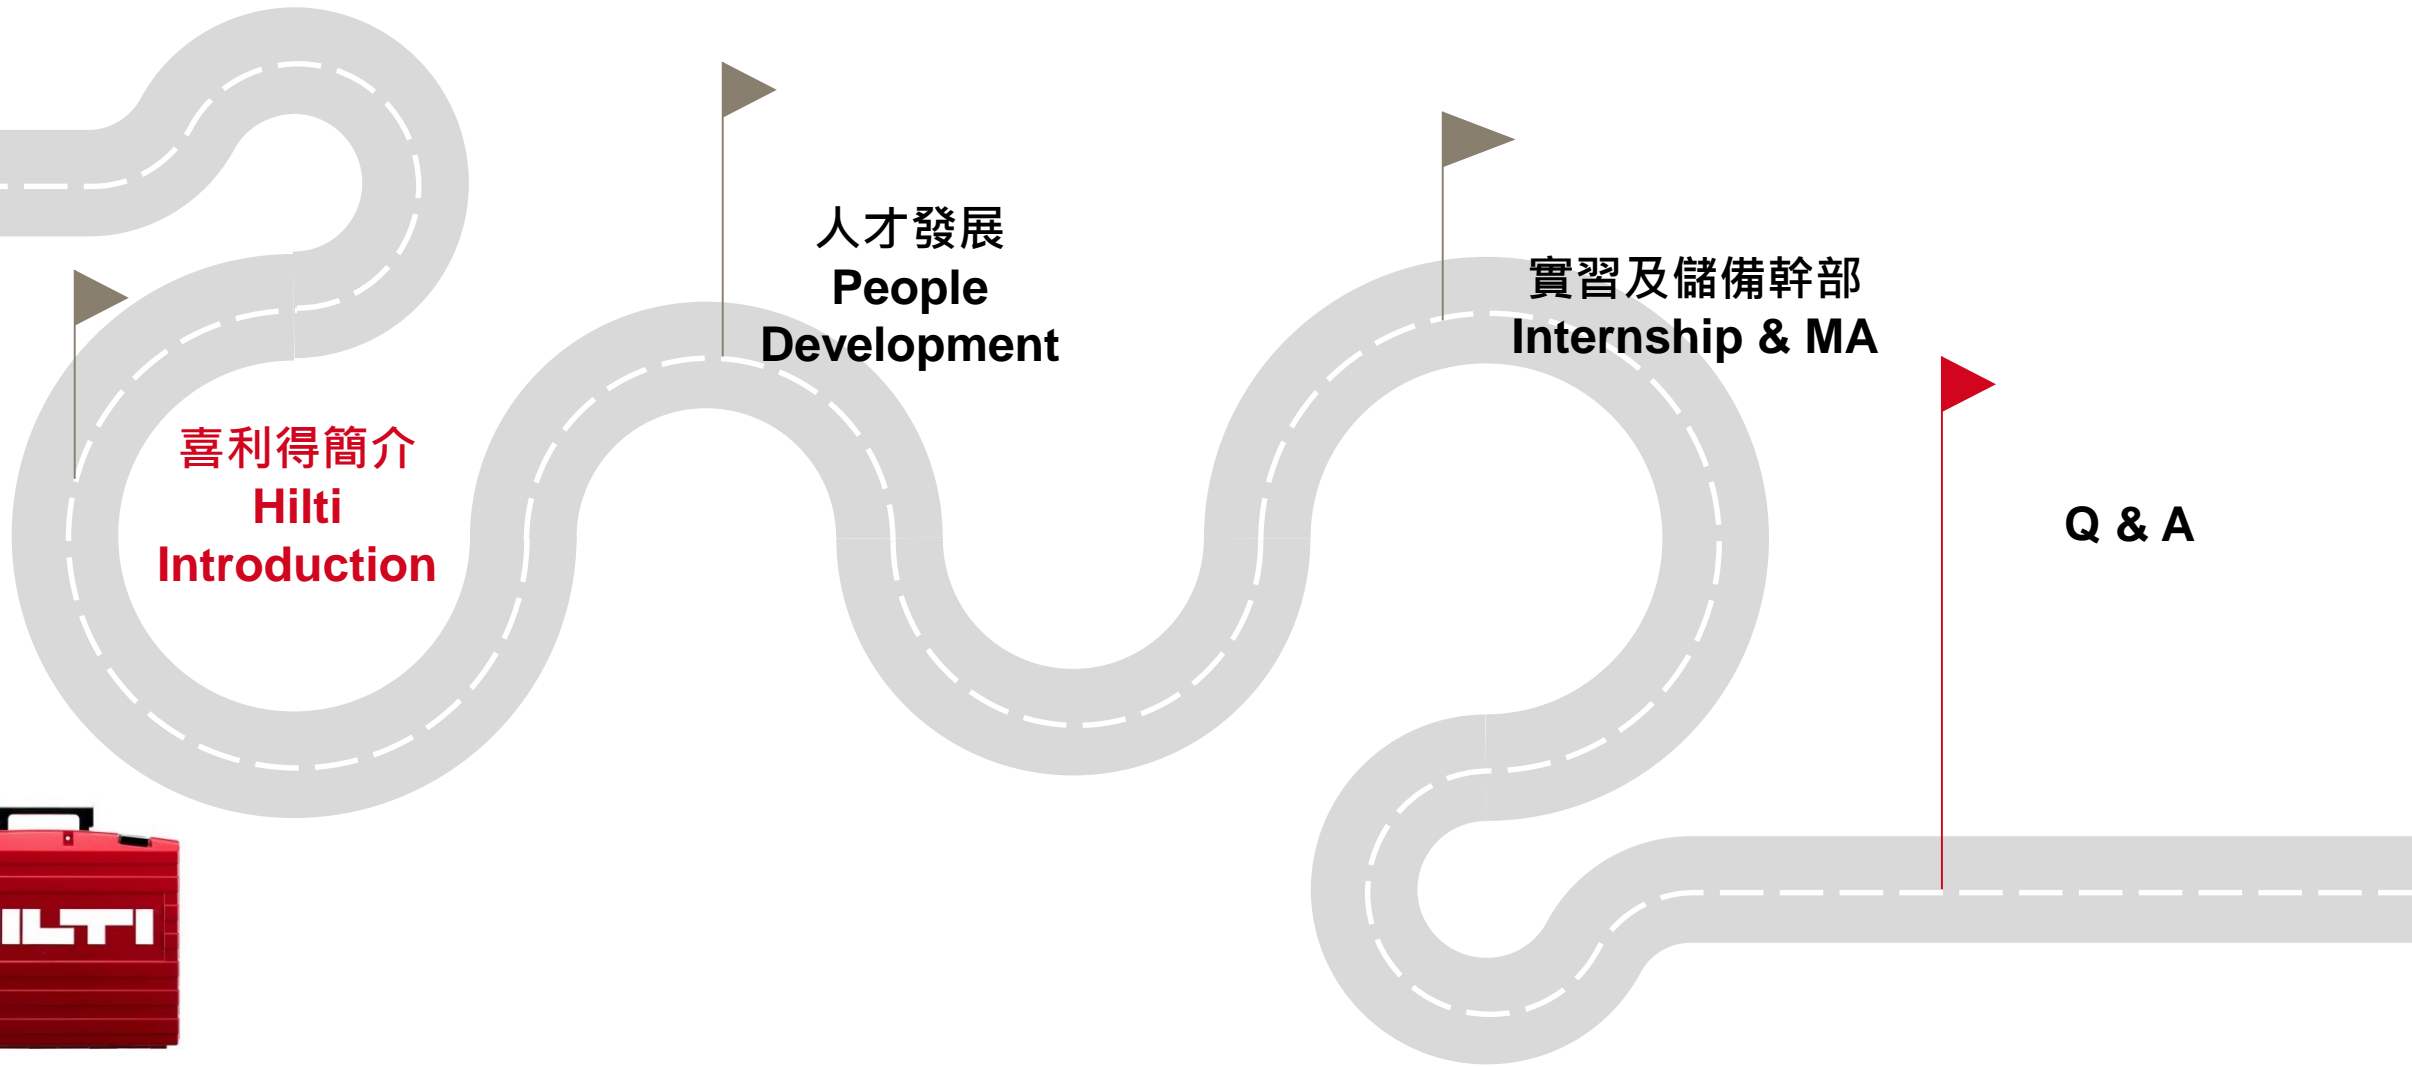 喜利得簡介
Hilti
Introduction
人才發展
People
Development
實習及儲備幹部
Internship & MA
Q & A
ILTI